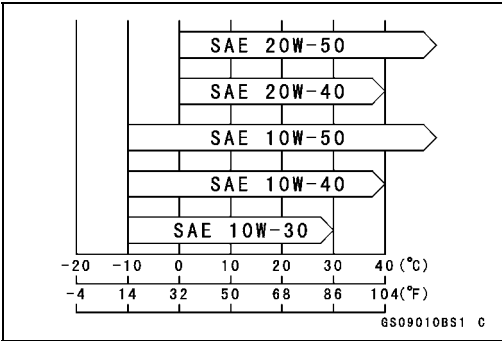 SAE 20W-50
SAE 20W-40
SAE 10W-50
SAE 10W-40
SAE 10W-30
-20 -10 0 10 20 30 40 (°C)
-4 14 32 50 68 86 104(°F)
GS09010BS1 C